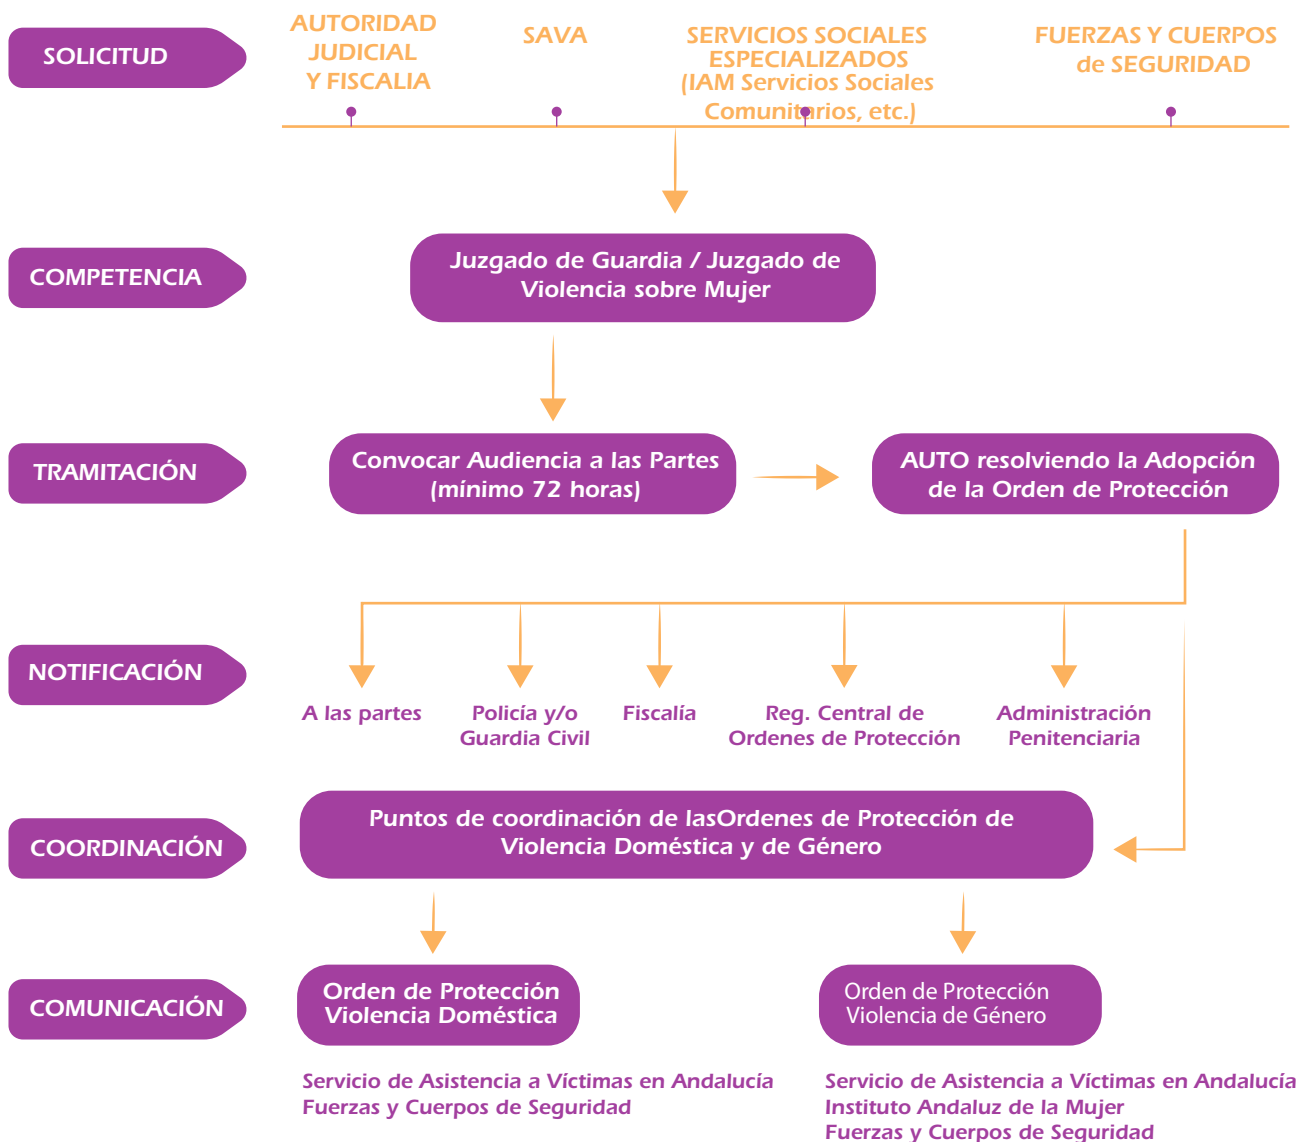 SOLICITUD
AUTORIDAD
JUDICIAL
Y FISCALIA
SAVA
SERVICIOS SOCIALES
ESPECIALIZADOS
(IAM Servicios Sociales
Comunitarios, etc.)
FUERZAS Y CUERPOS
de SEGURIDAD
COMPETENCIA
Juzgado de Guardia / Juzgado de
Violencia sobre Mujer
TRAMITACIÓN
Convocar Audiencia a las Partes
(mínimo 72 horas)
AUTO resolviendo la Adopción
de la Orden de Protección
NOTIFICACIÓN
A las partes
Policía y/o
Guardia Civil
Fiscalía
Reg. Central de
Ordenes de Protección
Administración
Penitenciaria
COORDINACIÓN
Puntos de coordinación de lasOrdenes de Protección de
Violencia Doméstica y de Género
COMUNICACIÓN
Orden de Protección
Violencia Doméstica
Orden de Protección
Violencia de Género
Servicio de Asistencia a Víctimas en Andalucía
Fuerzas y Cuerpos de Seguridad
Servicio de Asistencia a Víctimas en Andalucía
Instituto Andaluz de la Mujer
Fuerzas y Cuerpos de Seguridad